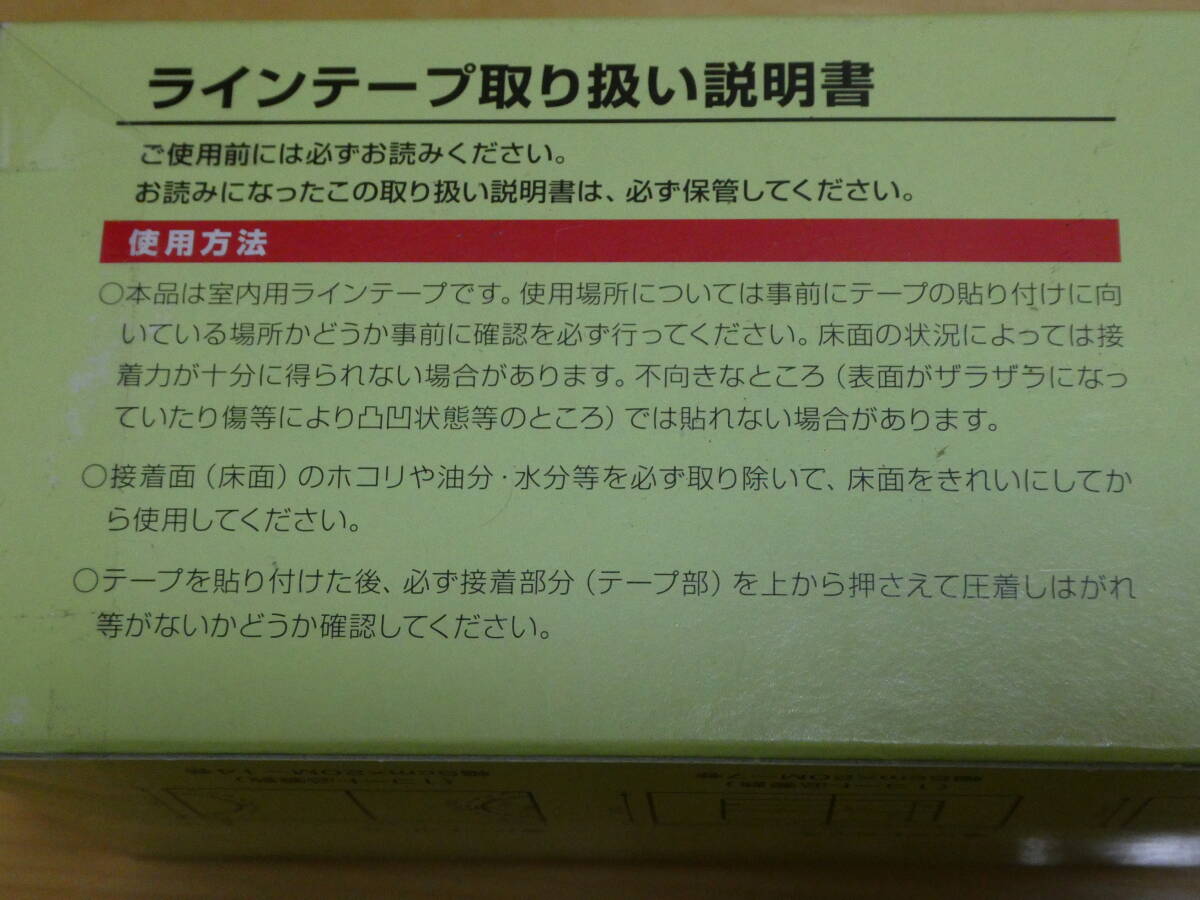 ラインテープ取り扱い説明書
ご使用前には必ずお読みください。
お読みになったこの取り扱い説明書は、必ず保管してください。
使用方法
○本品は室内用ラインテープです。使用場所については事前にテープの貼り付けに向
いている場所かどうか事前に確認を必ず行ってください。床面の状況によっては接
着力が十分に得られない場合があります。不向きなところ（表面がザラザラになっ
ていたり傷等により凸凹状態等のところ）では貼れない場合があります。
○接着面（床面）のホコリや油分・水分等を必ず取り除いて、床面をきれいにしてか
ら使用してください。
○テープを貼り付けた後、必ず接着部分（テープ部）を上から押さえて圧着しはがれ
等がないかどうか確認してください。